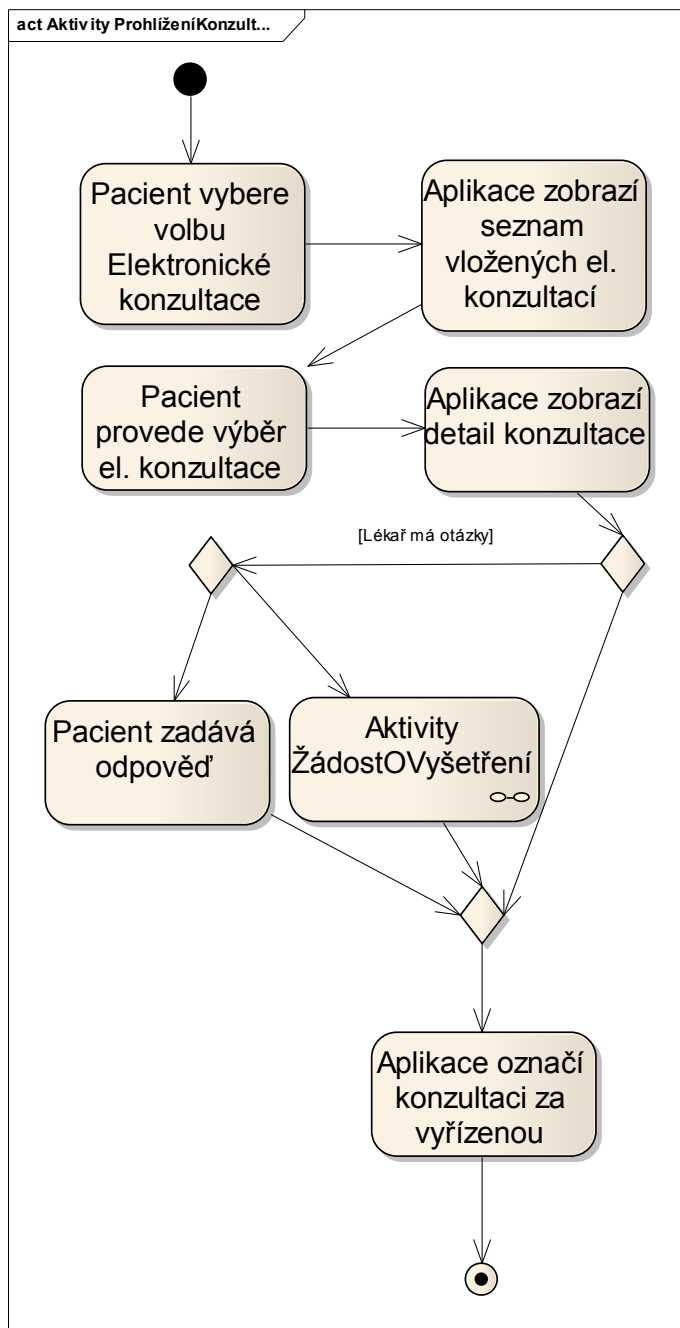 act Aktivity ProhlíženíKonzult...
Pacient vybere
volbu
Elektronické
konzultace
Aplikace zobrazí
seznam
vložených el.
konzultací
Pacient
provede výběr
el. konzultace
Aplikace zobrazí
detail konzultace
[Lékař má otázky]
Pacient zadává
odpověď
Aktivity
ŽádostOVyšetření
Aplikace označí
konzultaci za
vyřízenou